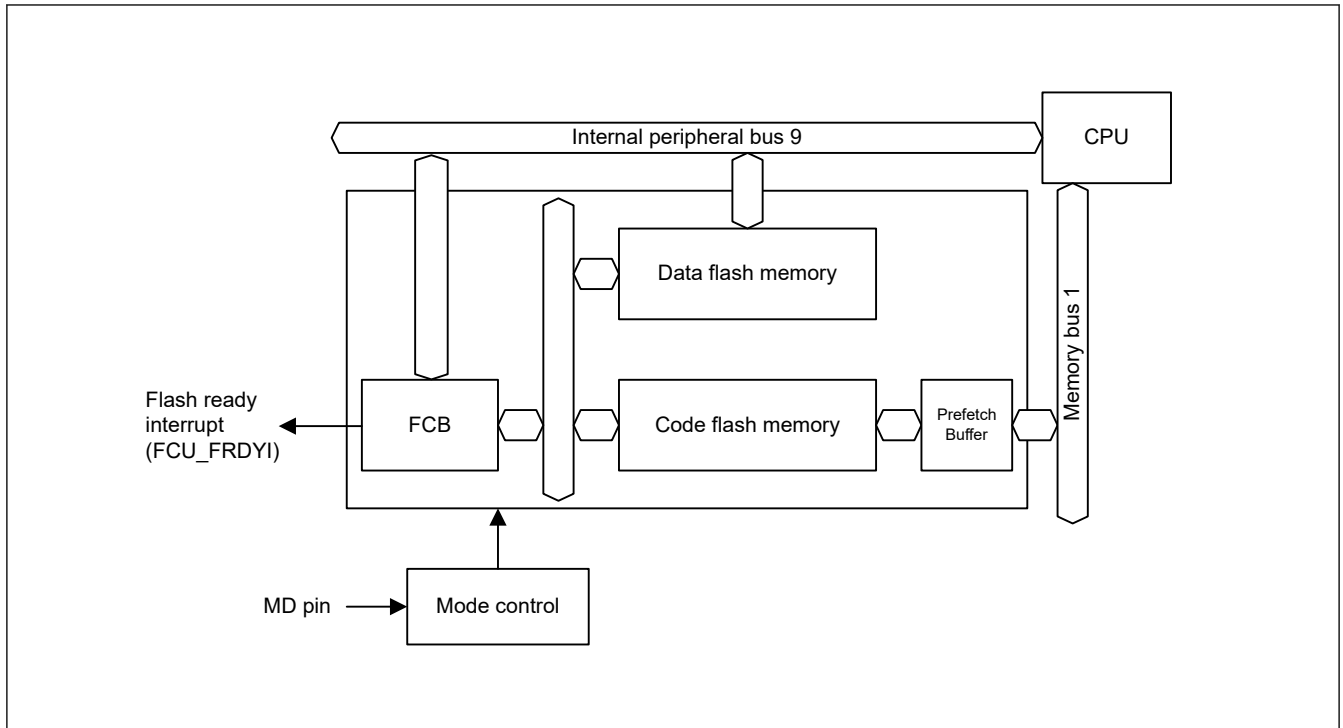 Internal peripheral bus 9
CPU
Data flash memory
Memory bus 1
Flash ready
interrupt
(FCU_FRDYI)
FCB
Code flash memory
Prefetch
Buffer
MD pin
Mode control